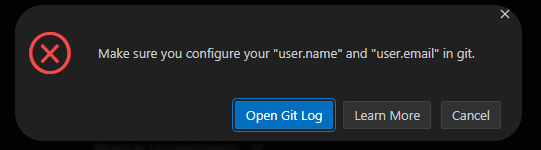 Make sure you configure your "user.name" and "user.email" in git.
Open Git Log
Learn More
Cancel